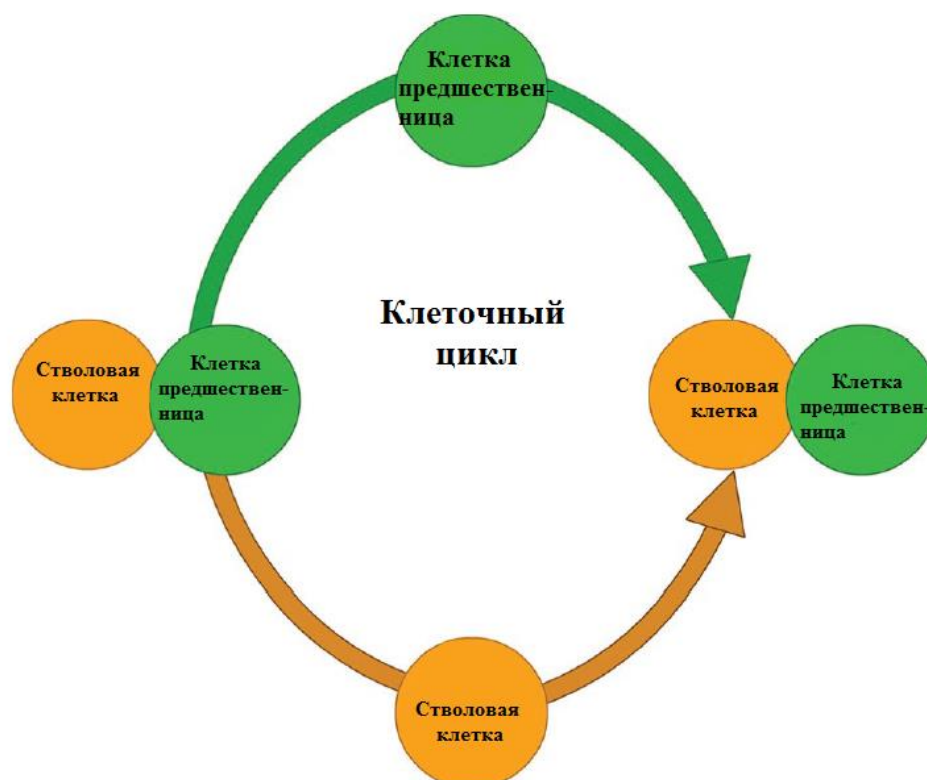 Клетка
предшествен-
ница
Клеточный
цикл
Стволовая
клетка
Клетка
предшествен-
ница
Стволовая
клетка
Клетка
предшествен-
ница
Стволовая
клетка